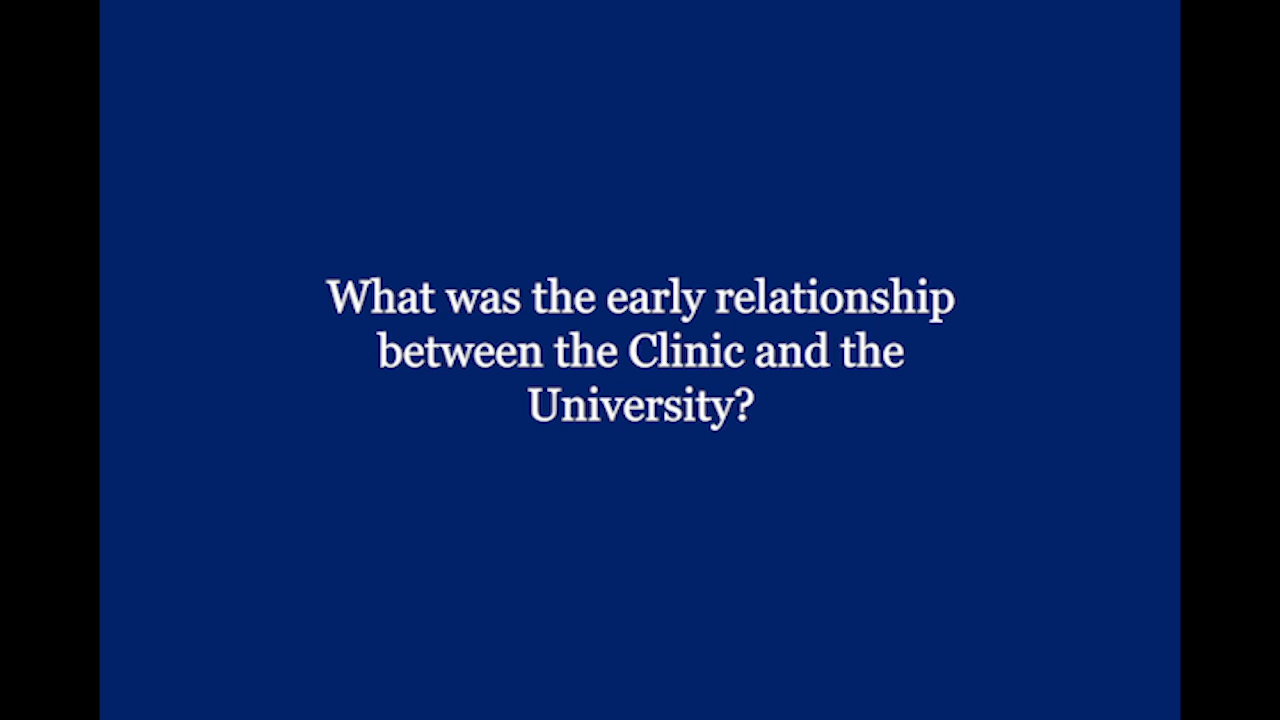 What was the early relationship
between the Clinic and the
University?